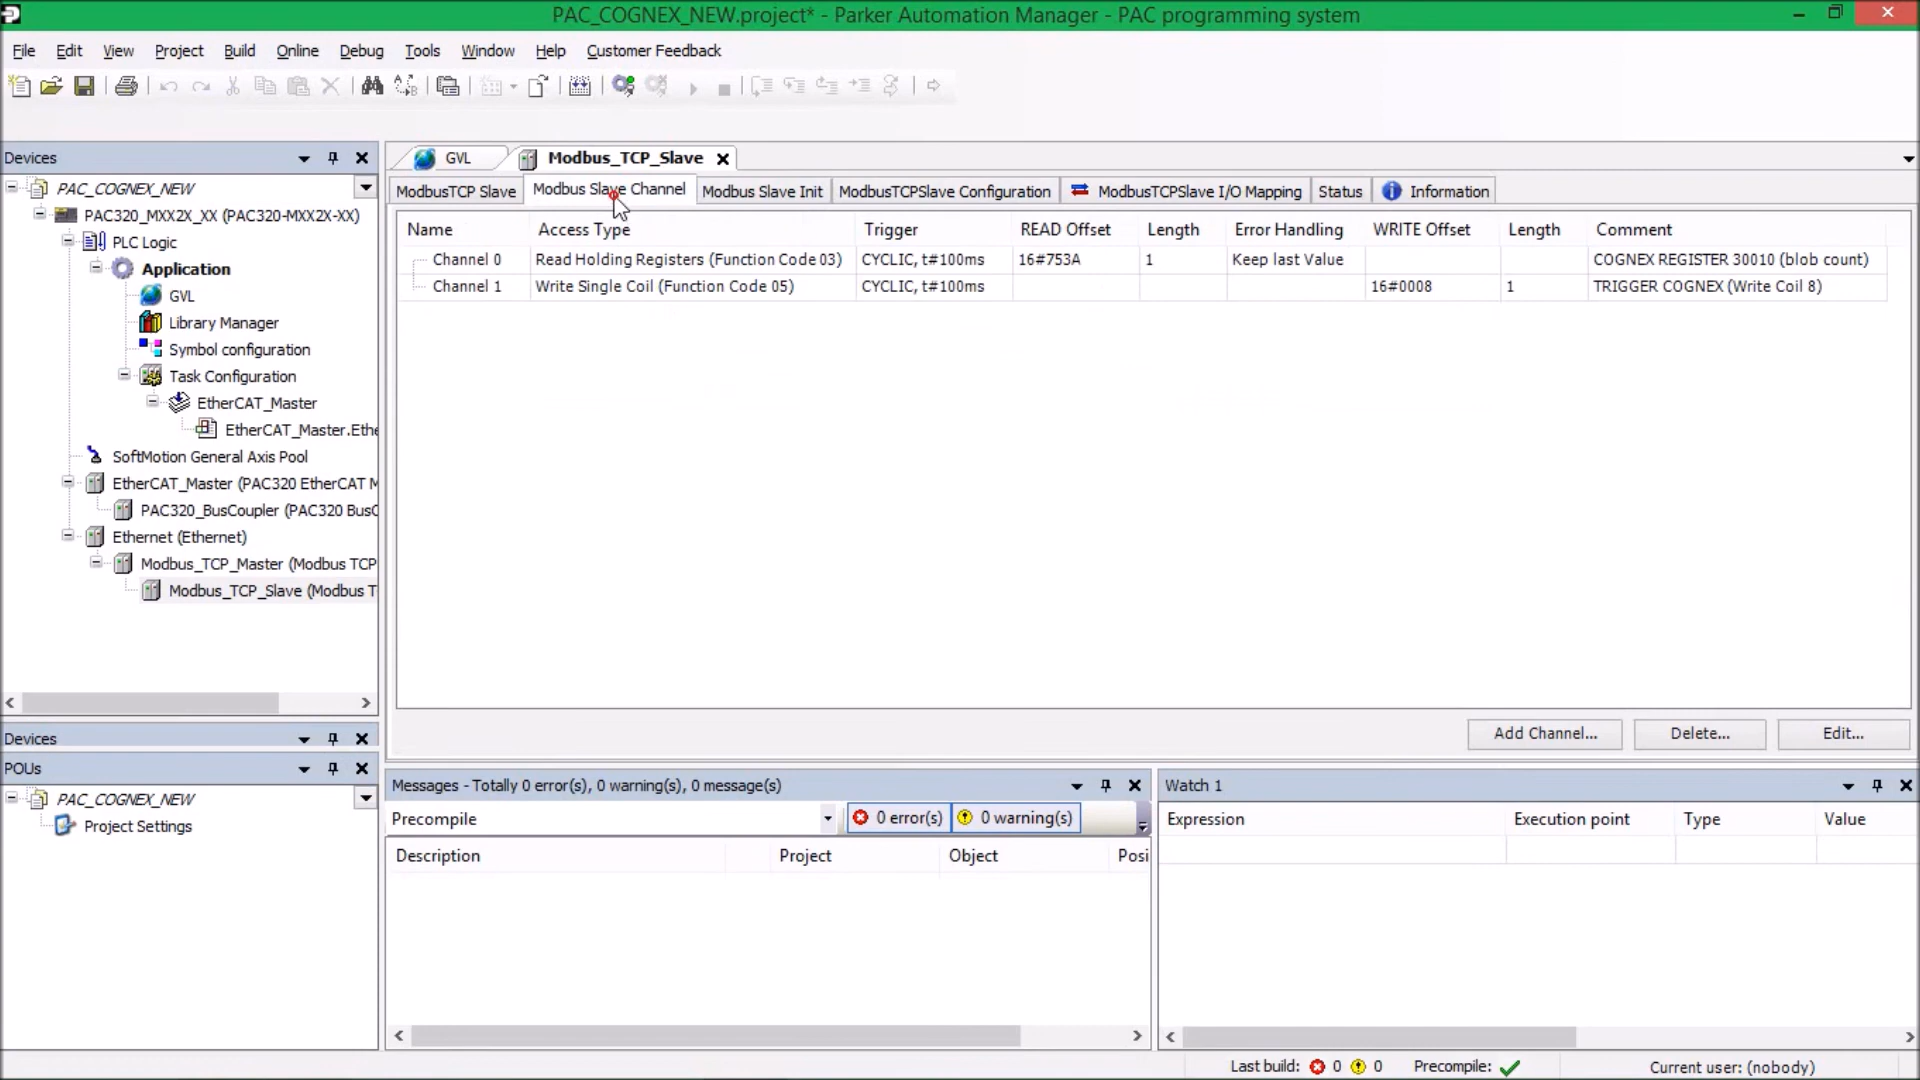 PAC_COGNEX_NEW.project* - Parker Automation Manager - PAC programming system
File Edit View Project Build Online Debug Tools Window Help Customer Feedback
Devices
PAC_COGNEX_NEW
PAC320_MXX2X_XX (PAC320-MXX2X-XX)
PLC Logic
Application
GVL
Library Manager
Symbol configuration
Task Configuration
EtherCAT_Master
EtherCAT_Master.Ethe
SoftMotion General Axis Pool
EtherCAT_Master (PAC320 EtherCAT M
PAC320_BusCoupler (PAC320 BusC
Ethernet (Ethernet)
Modbus_TCP_Master (Modbus TCP
Modbus_TCP_Slave (Modbus T
Devices
POUs
PAC_COGNEX_NEW
Project Settings
GVL Modbus_TCP_Slave
ModbusTCP Slave Modbus Slave Channel Modbus Slave Init ModbusTCPSlave Configuration ModbusTCPSlave I/O Mapping Status Information
Name Access Type Trigger READ Offset Length Error Handling WRITE Offset Length Comment
Channel 0 Read Holding Registers (Function Code 03) CYCLIC, t#100ms 16#753A 1 Keep last Value COGNEX REGISTER 30010 (blob count)
Channel 1 Write Single Coil (Function Code 05) CYCLIC, t#100ms 16#0008 1 TRIGGER COGNEX (Write Coil 8)
Add Channel... Delete... Edit...
Messages - Totally 0 error(s), 0 warning(s), 0 message(s)
Precompile 0 error(s) 0 warning(s)
Description Project Object Posi
Watch 1
Expression Execution point Type Value
Last build: 0 0 Precompile: Current user: (nobody)